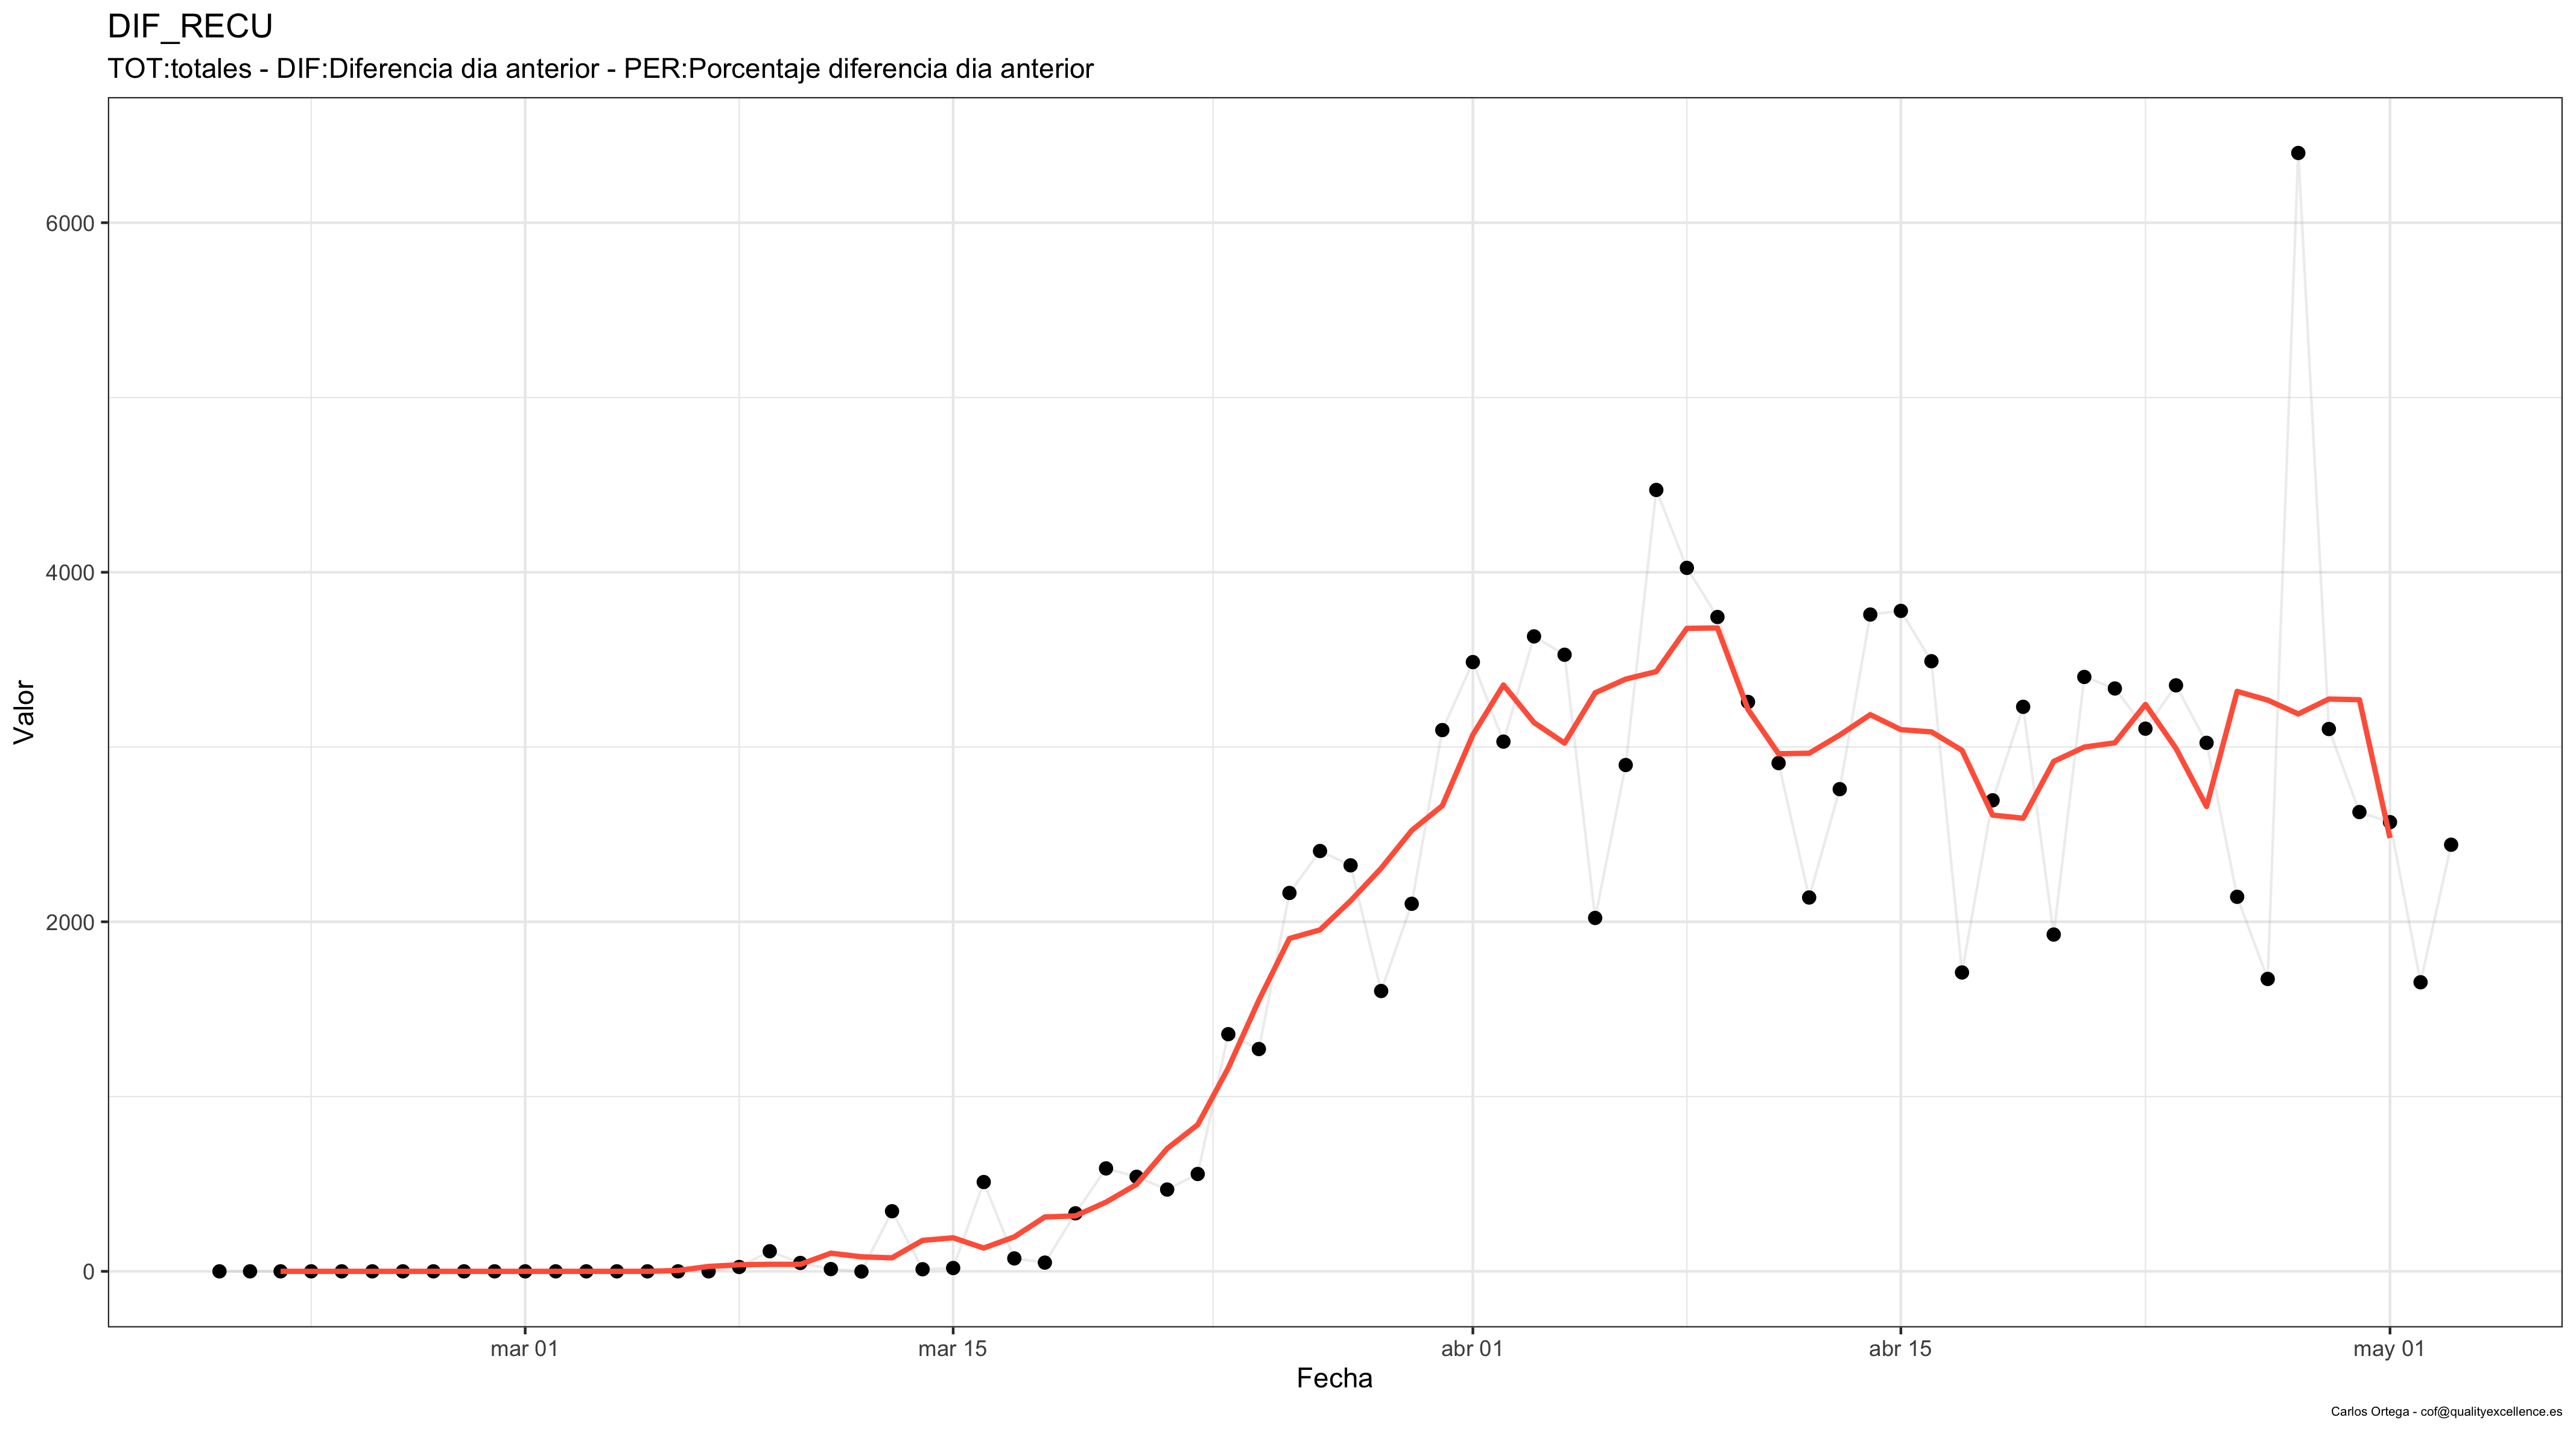 DIF_RECU
TOT:totales - DIF:Diferencia dia anterior - PER:Porcentaje diferencia dia anterior
6000
4000
2000
0
Valor
mar 01
mar 15
abr 01
abr 15
may 01
Fecha
Carlos Ortega - cof@qualityexcellence.es